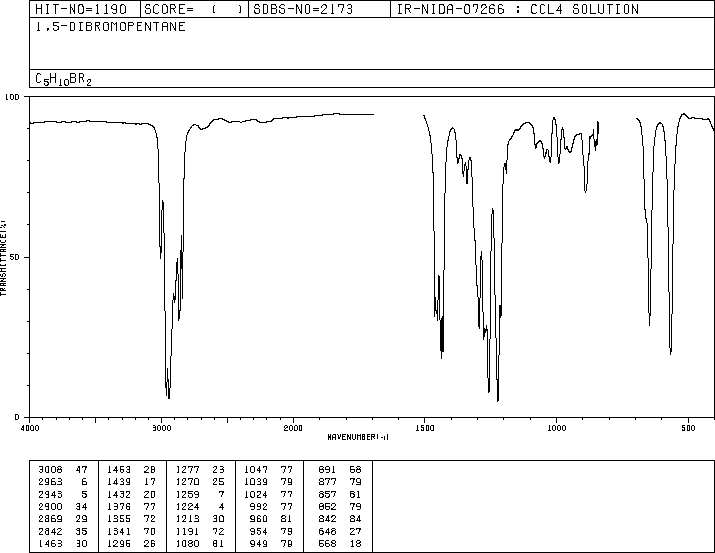 HIT-NO=1190 SCORE= ( ) SDBS-NO=2173 IR-NIDA-07266 : CCL4 SOLUTION
1,5-DIBROMOPENTANE
C5H10BR2
100
50
0
TRANSMITTANCE(%)
4000 3000 2000 1500 1000 500
WAVENUMBER(-1)
3008 47 1453 28 1277 23 1047 77 891 68
2963 6 1439 17 1270 25 1039 79 877 79
2943 5 1432 20 1259 7 1024 77 857 81
2900 34 1376 77 1224 4 992 77 852 79
2869 29 1355 72 1213 30 960 81 842 84
2842 35 1341 70 1191 72 954 79 648 27
1463 30 1295 26 1080 81 949 79 568 18